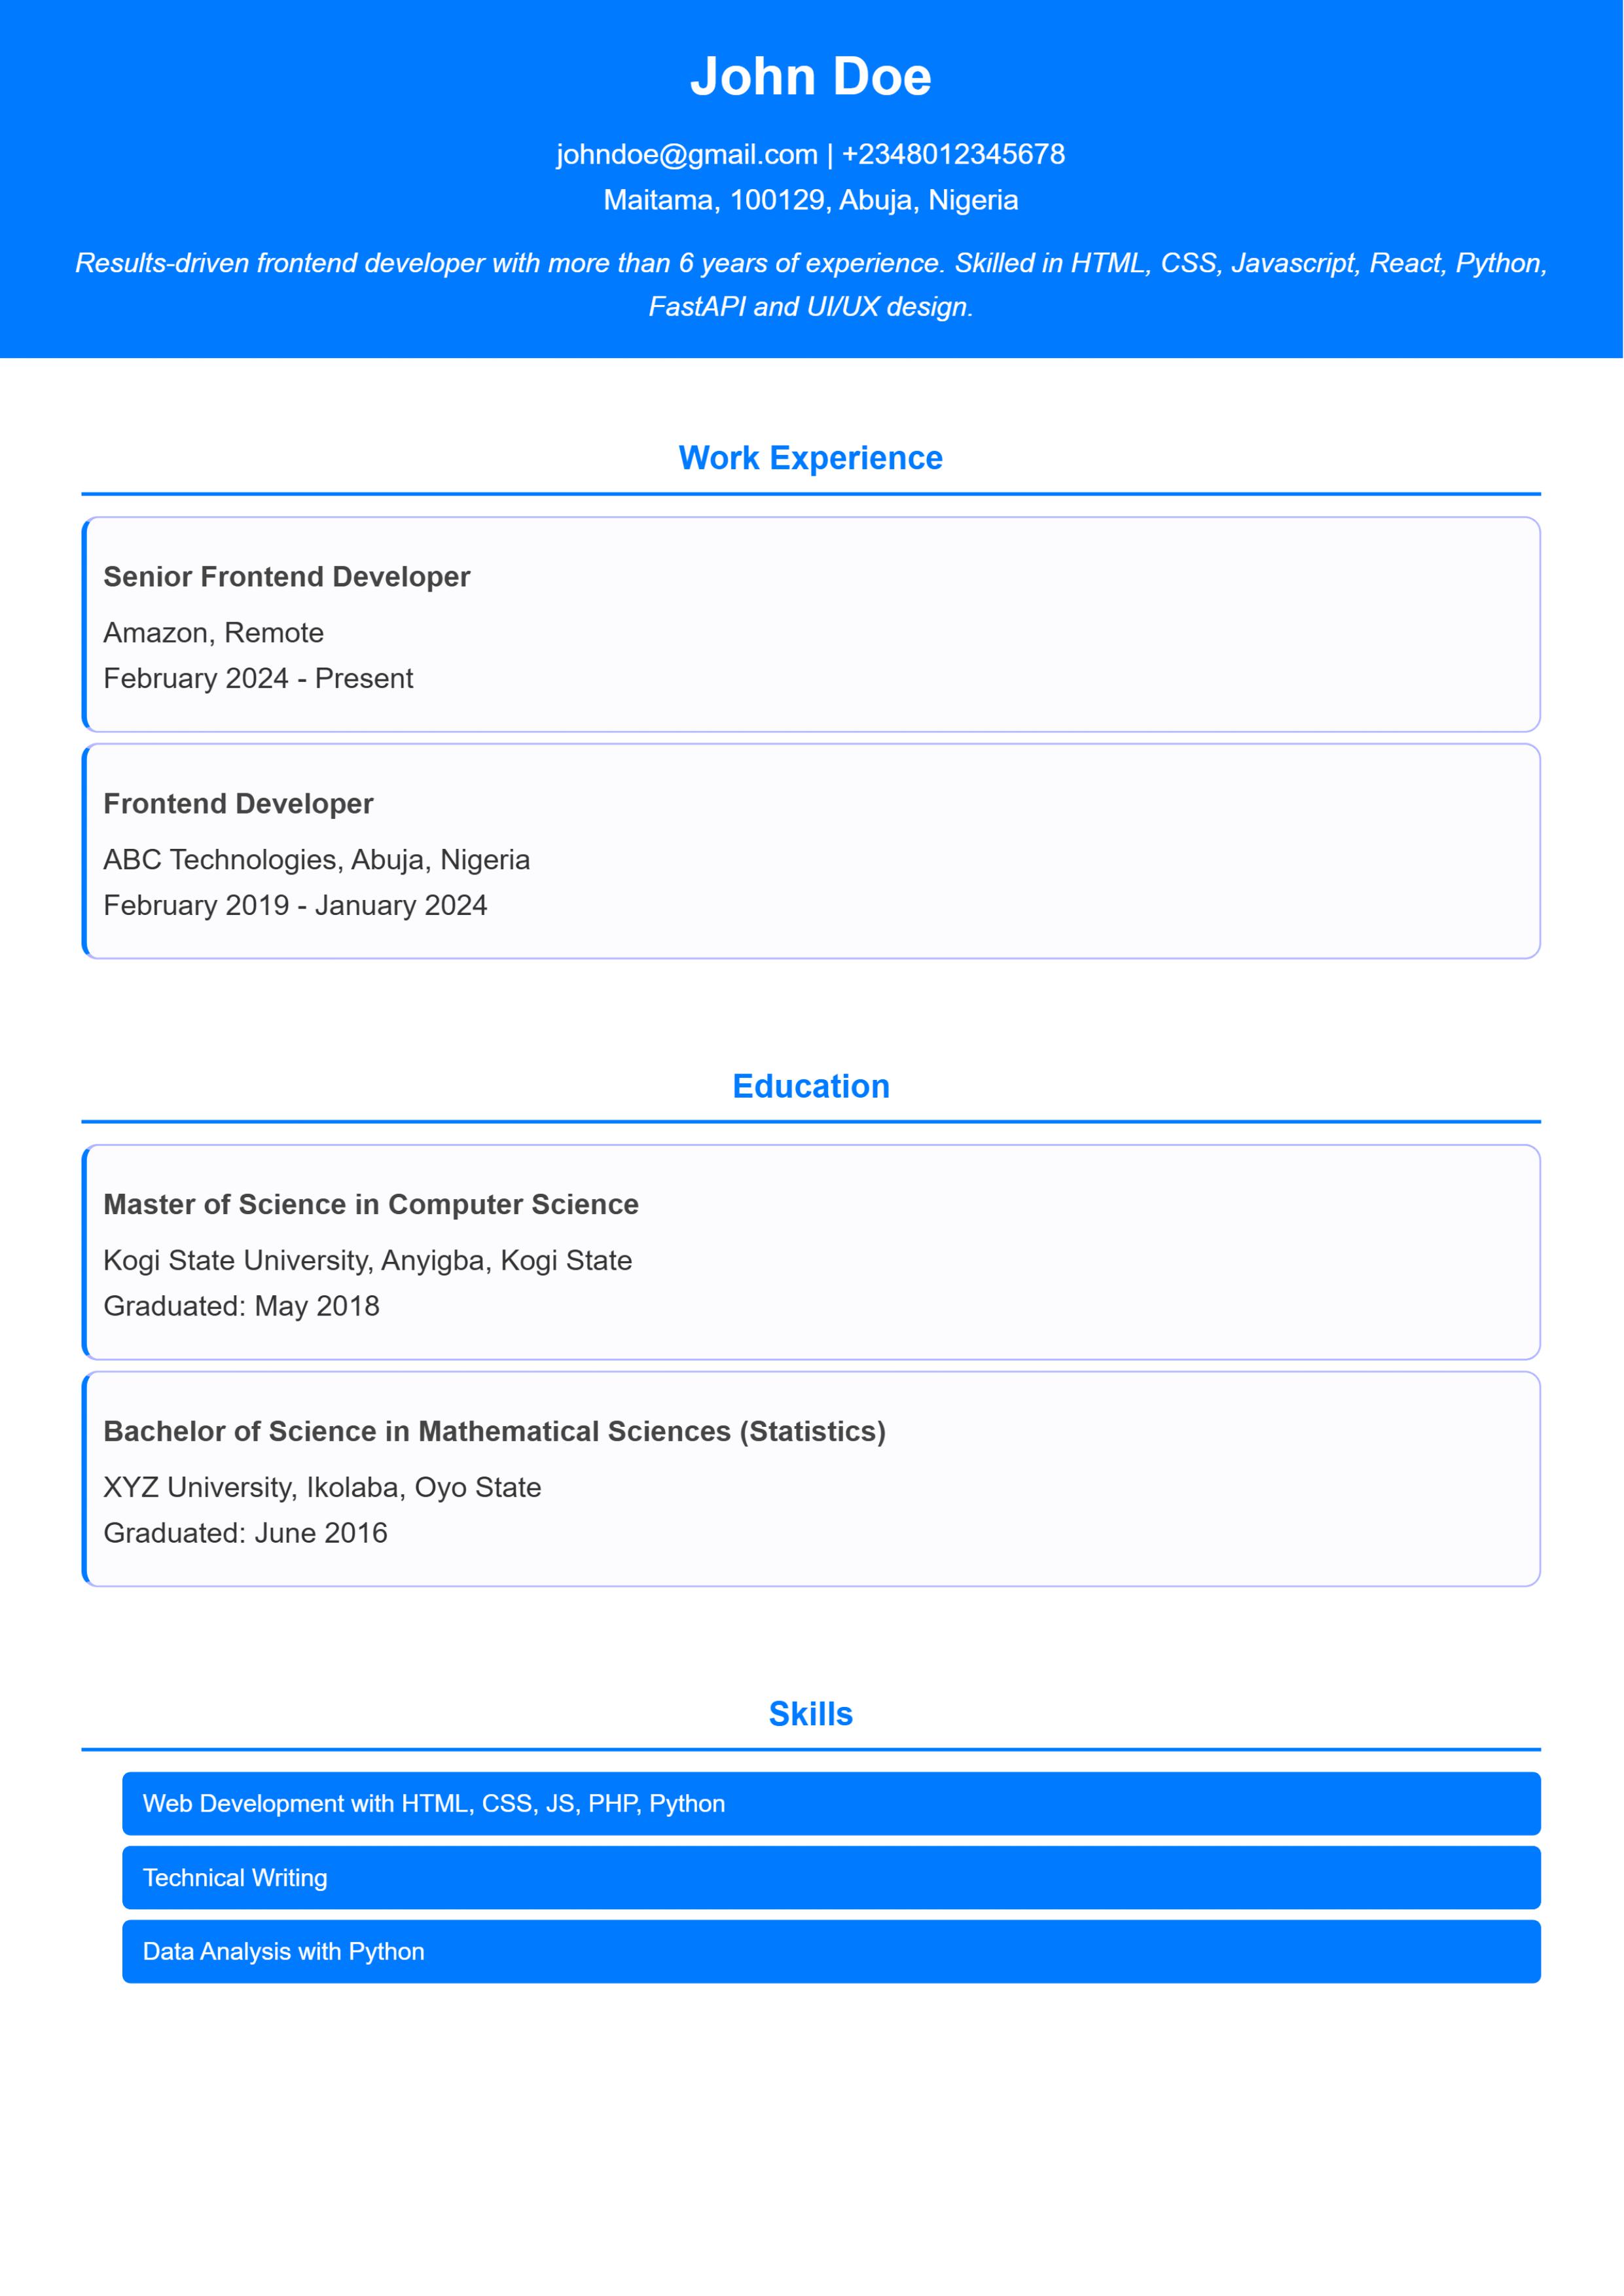 John Doe
johndoe@gmail.com | +2348012345678
Maitama, 100129, Abuja, Nigeria
Results-driven frontend developer with more than 6 years of experience. Skilled in HTML, CSS, Javascript, React, Python,
FastAPI and UI/UX design.
Work Experience
Senior Frontend Developer
Amazon, Remote
February 2024 - Present
Frontend Developer
ABC Technologies, Abuja, Nigeria
February 2019 - January 2024
Education
Master of Science in Computer Science
Kogi State University, Anyigba, Kogi State
Graduated: May 2018
Bachelor of Science in Mathematical Sciences (Statistics)
XYZ University, Ikolaba, Oyo State
Graduated: June 2016
Skills
Web Development with HTML, CSS, JS, PHP, Python
Technical Writing
Data Analysis with Python